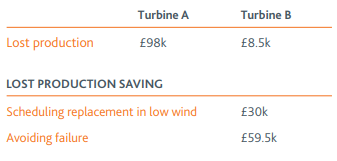 Turbine A Turbine B
Lost production £98k £8.5k
LOST PRODUCTION SAVING
Scheduling replacement in low wind £30k
Avoiding failure £59.5k